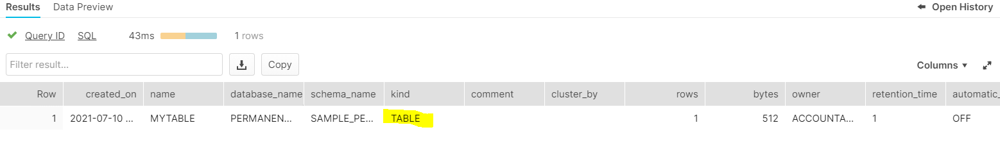 Results Data Preview Open History
Query ID SQL 43ms 1 rows
Filter result... Copy Columns
Row created_on name database_name schema_name kind comment cluster_by rows bytes owner retention_time automatic_
1 2021-07-10 ... MYTABLE PERMANEN... SAMPLE_PE... TABLE 1 512 ACCOUNTA... 1 OFF